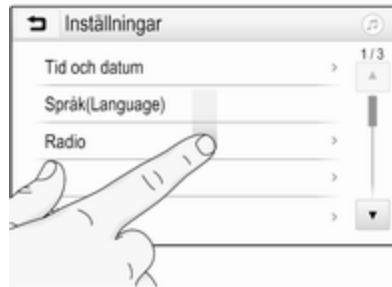 Inställningar
1/3
Tid och datum
Språk(Language)
Radio